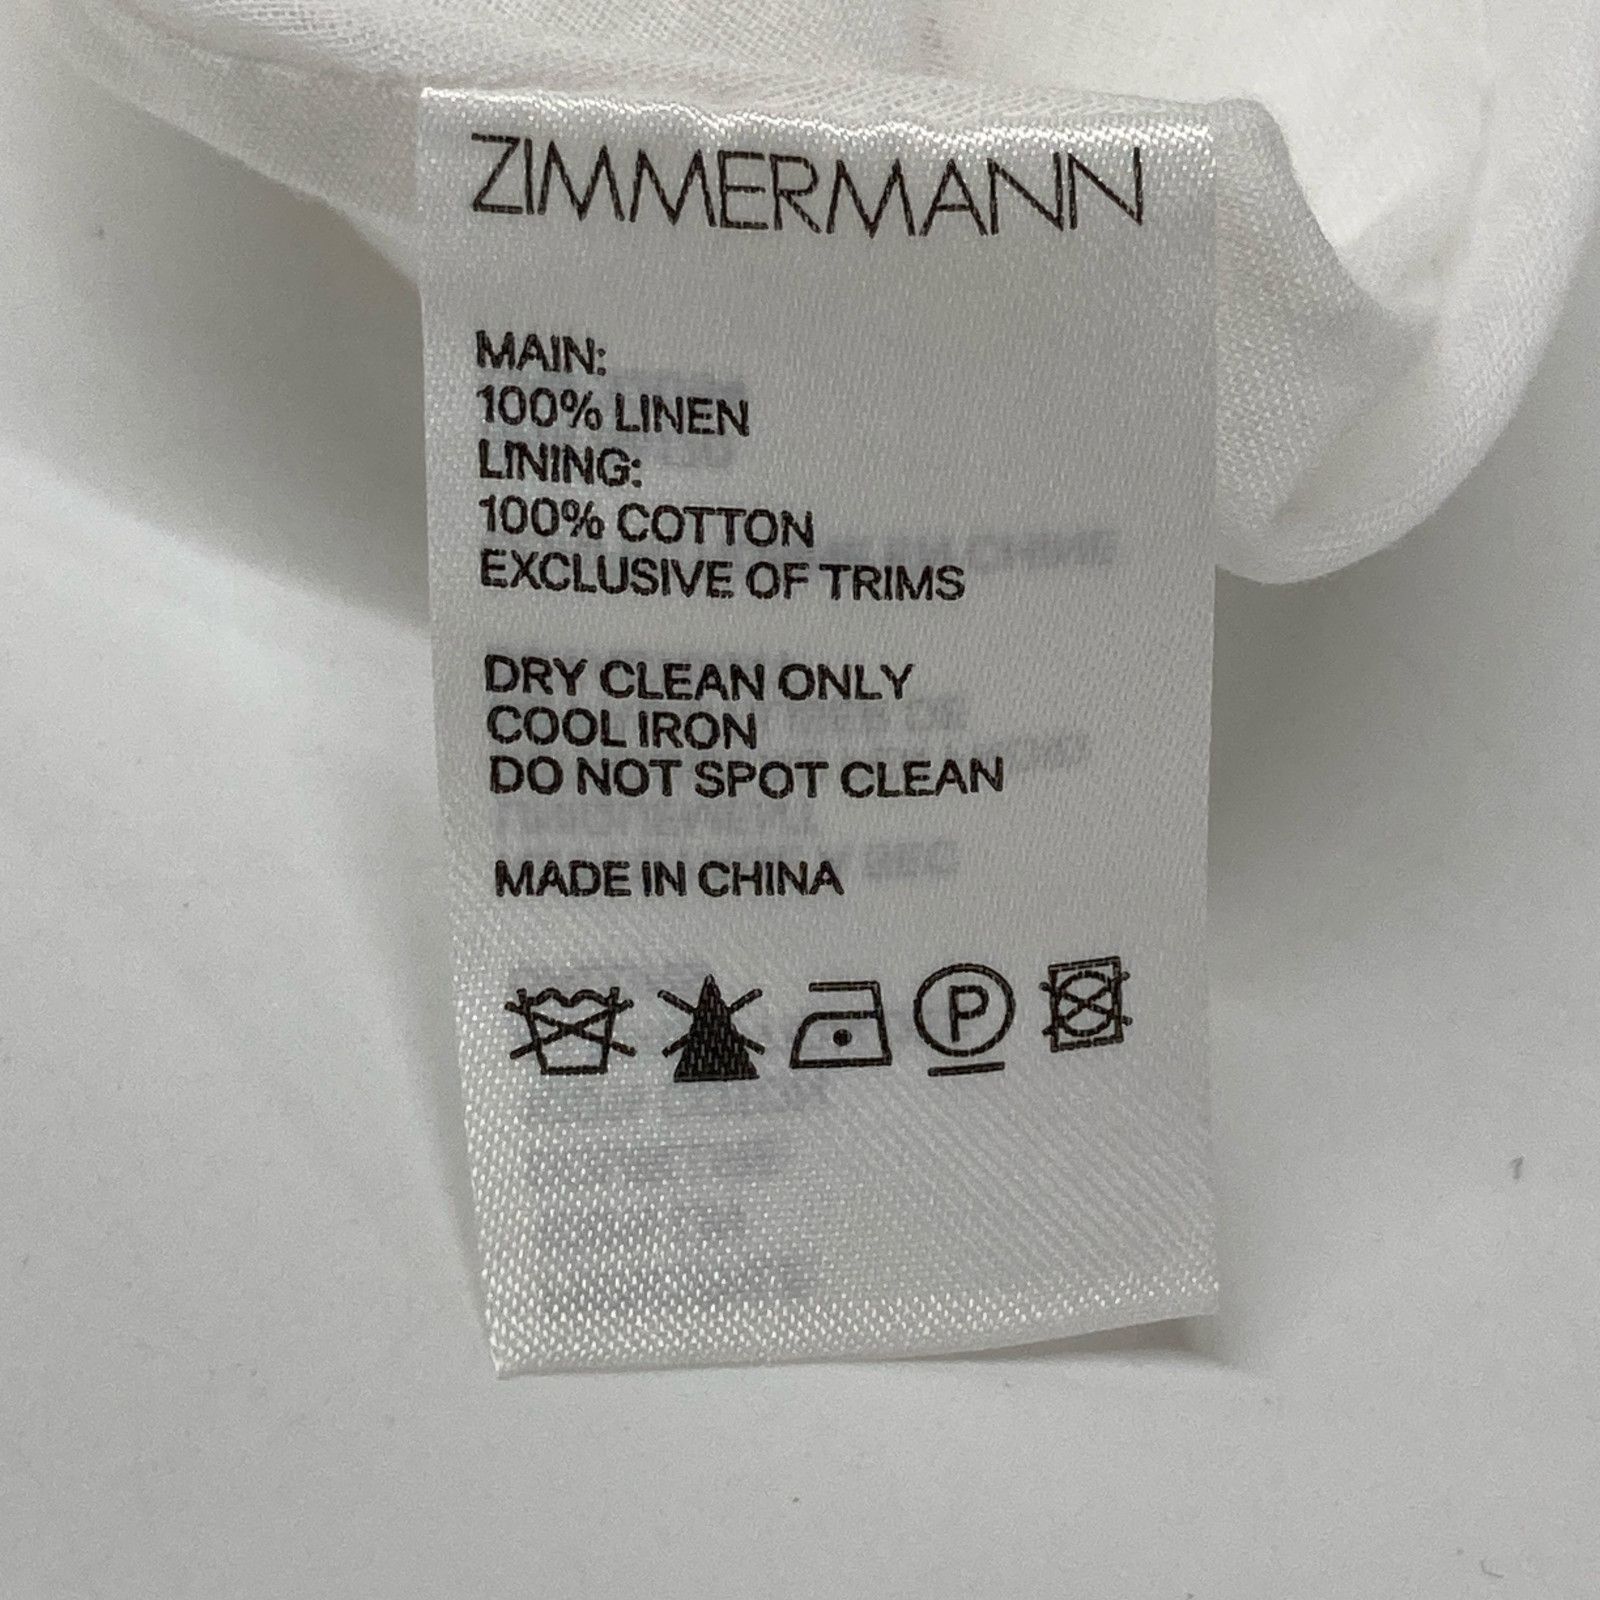 ZIMMERMANN
MAIN:
100% LINEN
LINING:
100% COTTON
EXCLUSIVE OF TRIMS
DRY CLEAN ONLY
COOL IRON
DO NOT SPOT CLEAN
MADE IN CHINA
P